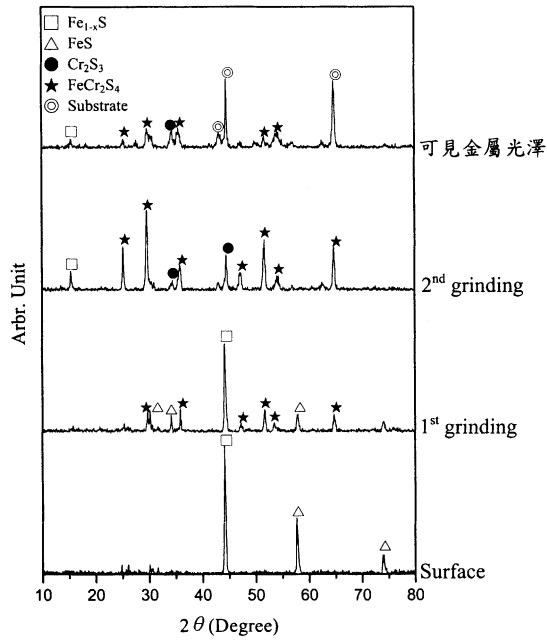 Fe₁₋ₓS
FeS
Cr₂S₃
FeCr₂S₄
Substrate
可見金屬光澤
2nd grinding
1st grinding
Surface
Arbr. Unit
10 20 30 40 50 60 70 80
2θ (Degree)